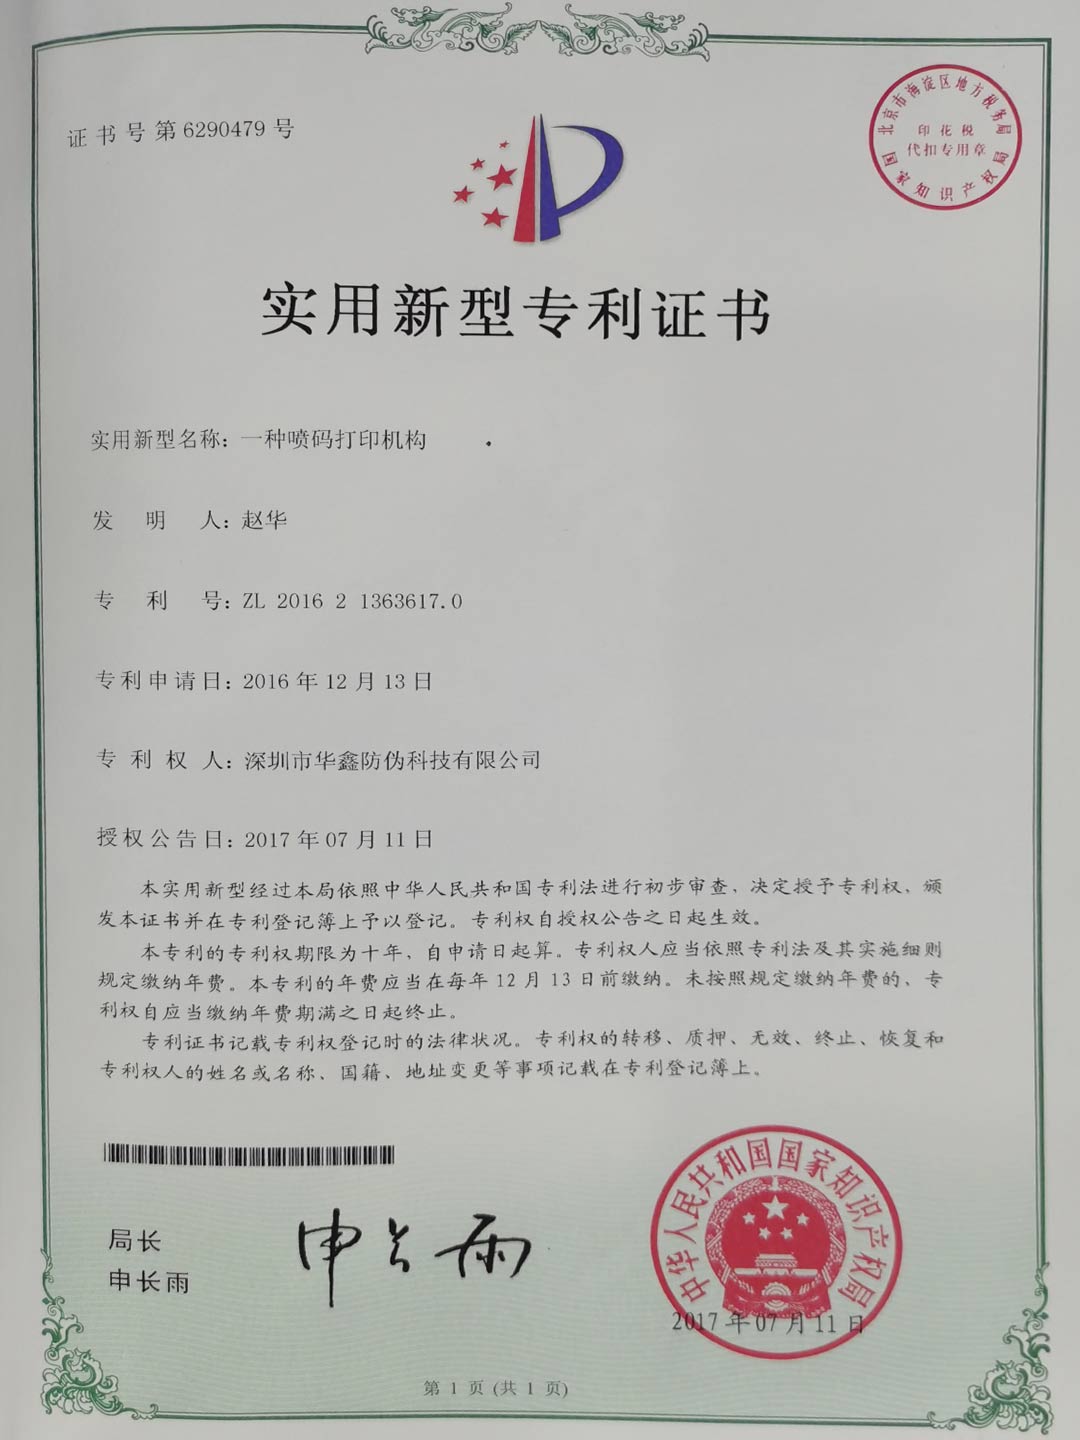 证书号第6290479号
北京市海淀区地方税务局
印花税
代扣专用章
国家知识产权局
实用新型专利证书
实用新型名称：一种喷码打印机构
发明人：赵华
专利号：ZL 2016 2 1363617.0
专利申请日：2016年12月13日
专利权人：深圳市华鑫防伪科技有限公司
授权公告日：2017年07月11日
本实用新型经过本局依照中华人民共和国专利法进行初步审查，决定授予专利权，颁
发本证书并在专利登记簿上予以登记。专利权自授权公告之日起生效。
本专利的专利权期限为十年，自申请日起算。专利权人应当依照专利法及其实施细则
规定缴纳年费。本专利的年费应当在每年12月13日前缴纳。未按照规定缴纳年费的，专
利权自应当缴纳年费期满之日起终止。
专利证书记载专利权登记时的法律状况。专利权的转移、质押、无效、终止、恢复和
专利权人的姓名或名称、国籍、地址变更等事项记载在专利登记簿上。
局长
申长雨
申长雨
中华人民共和国国家知识产权局
2017年07月11日
第 1 页 (共 1 页)